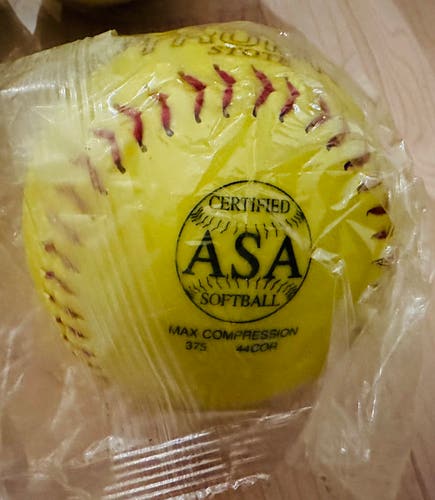 CERTIFIED
ASA
SOFTBALL
MAX COMPRESSION
375 44COR